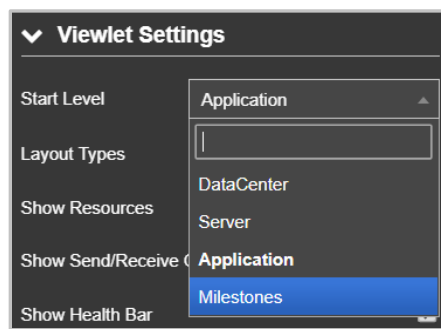 Viewlet Settings
Start Level Application
Layout Types
DataCenter
Show Resources
Server
Show Send/Receive Application
Milestones
Show Health Bar